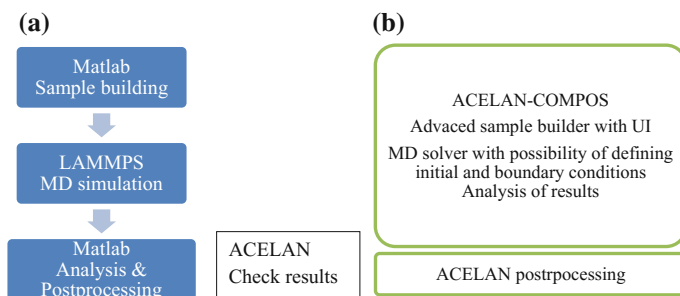 (a)
Matlab
Sample building
LAMMPS
MD simulation
Matlab
Analysis &
Postprocessing
ACELAN
Check results
(b)
ACELAN-COMPOS
Advaced sample builder with UI
MD solver with possibility of defining
initial and boundary conditions
Analysis of results
ACELAN postrpocessing